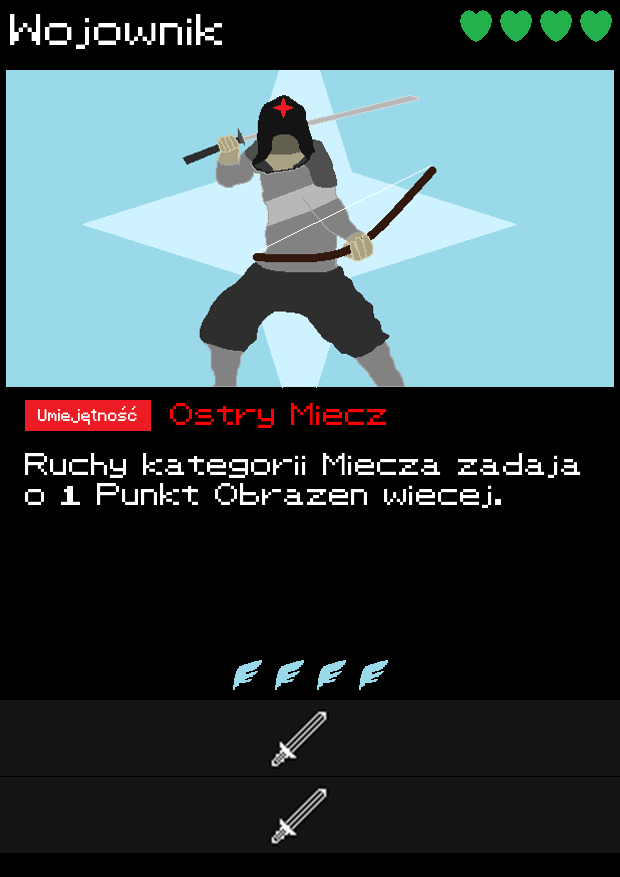 Wojownik
Umiejętność Ostry Miecz
Ruchy kategorii Miecza zadaja
o 1 Punkt Obrazen wiecej.